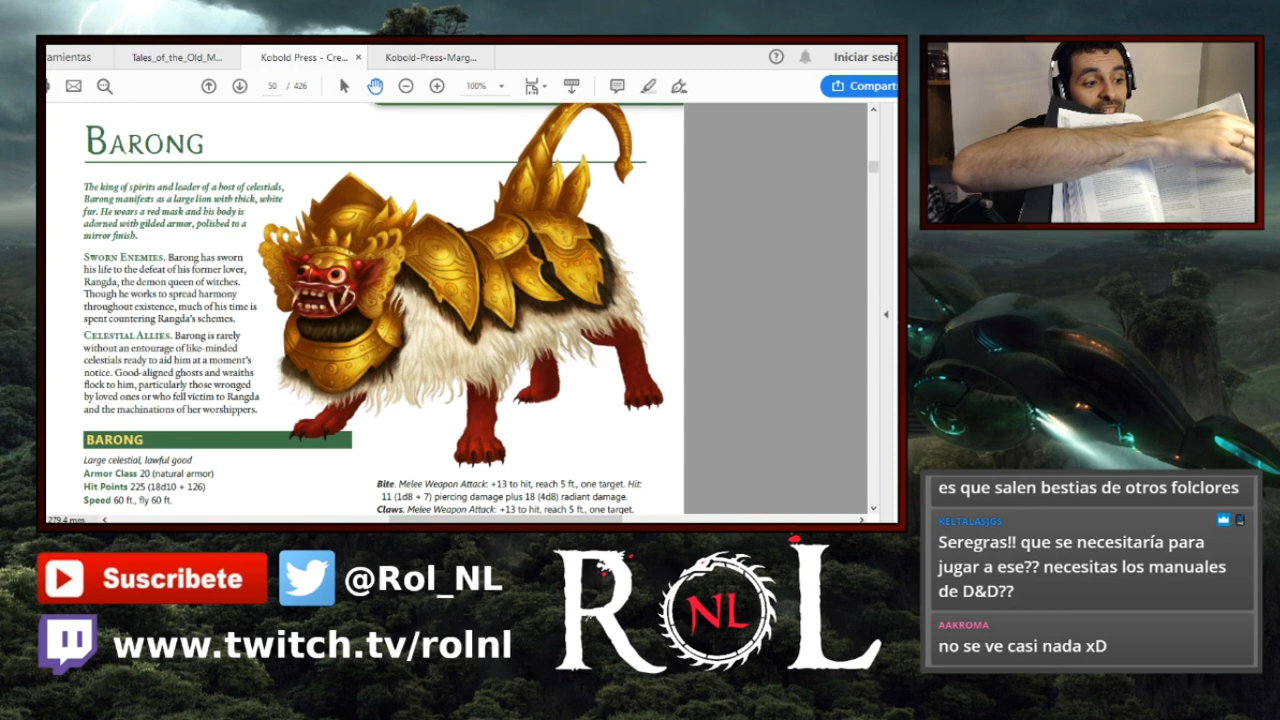 amientas
Tales_of_the_Old_M...
Kobold Press - Cre... ×
Kobold-Press-Marg...
Iniciar sesió
50 / 426
100%
Comparti
BARONG
The king of spirits and leader of a host of celestials,
Barong manifests as a large lion with thick, white
fur. He wears a red mask and his body is
adorned with gilded armor, polished to a
mirror finish.
SWORN ENEMIES. Barong has sworn
his life to the defeat of his former lover,
Rangda, the demon queen of witches.
Though he works to spread harmony
throughout existence, much of his time is
spent countering Rangda's schemes.
CELESTIAL ALLIES. Barong is rarely
without an entourage of like-minded
celestials ready to aid him at a moment's
notice. Good-aligned ghosts and wraiths
flock to him, particularly those wronged
by loved ones or who fell victim to Rangda
and the machinations of her worshippers.
BARONG
Large celestial, lawful good
Armor Class 20 (natural armor)
Hit Points 225 (18d10 + 126)
Speed 60 ft., fly 60 ft.
Bite. Melee Weapon Attack: +13 to hit, reach 5 ft., one target. Hit:
11 (1d8 + 7) piercing damage plus 18 (4d8) radiant damage.
Claws. Melee Weapon Attack: +13 to hit, reach 5 ft., one target.
279,4 mm
es que salen bestias de otros folclores
KELTALASJGS
Seregras!! que se necesitaría para
jugar a ese?? necesitas los manuales
de D&D??
AAKROMA
no se ve casi nada xD
Suscribete
@Rol_NL
www.twitch.tv/rolnl
ROL
NL